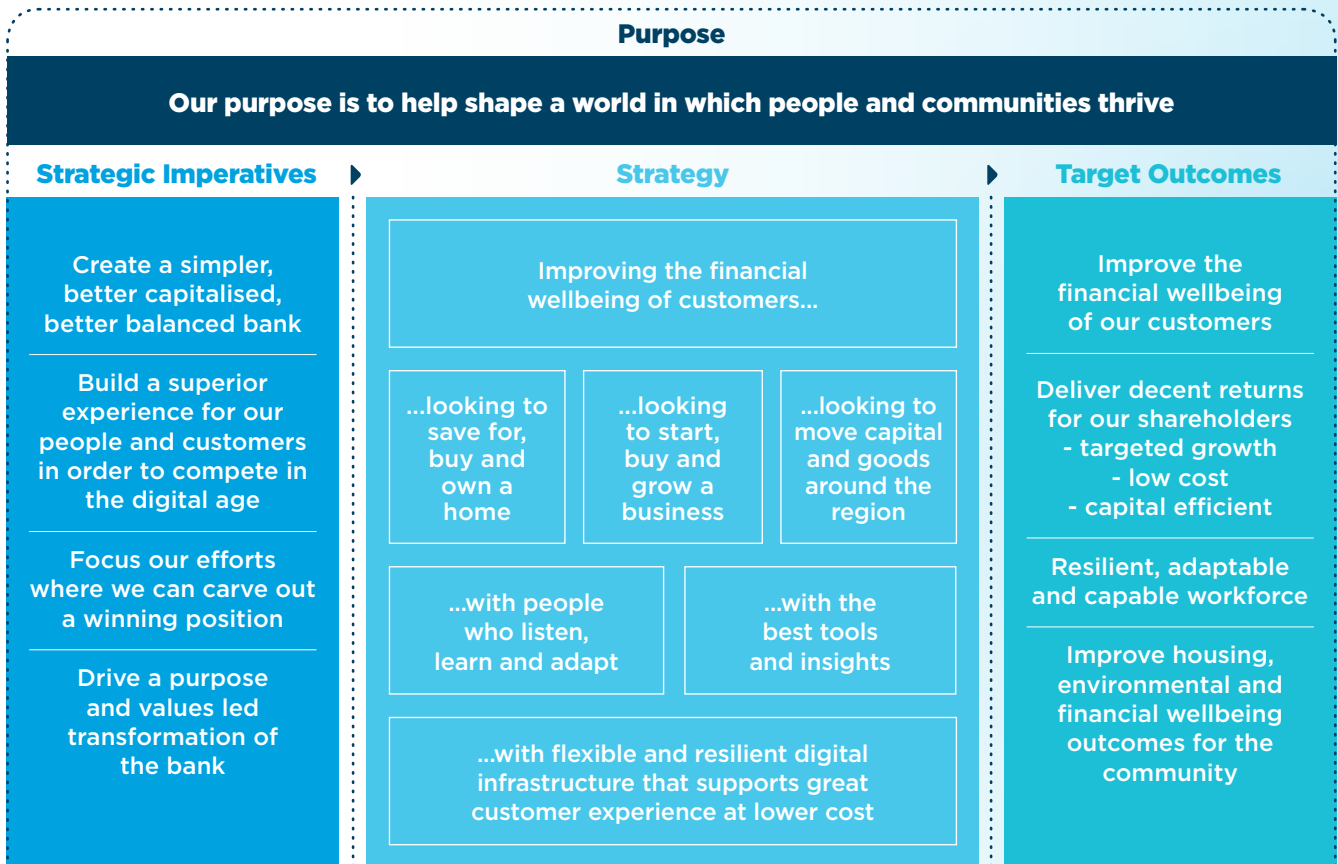 Purpose
Our purpose is to help shape a world in which people and communities thrive
Strategic Imperatives
Create a simpler,
better capitalised,
better balanced bank
Build a superior
experience for our
people and customers
in order to compete in
the digital age
Focus our efforts
where we can carve out
a winning position
Drive a purpose
and values led
transformation of
the bank
Strategy
Improving the financial
wellbeing of customers...
...looking to
save for,
buy and
own a
home
...looking
to start,
buy and
grow a
business
...looking to
move capital
and goods
around the
region
...with people
who listen,
learn and adapt
...with the
best tools
and insights
...with flexible and resilient digital
infrastructure that supports great
customer experience at lower cost
Target Outcomes
Improve the
financial wellbeing
of our customers
Deliver decent returns
for our shareholders
- targeted growth
- low cost
- capital efficient
Resilient, adaptable
and capable workforce
Improve housing,
environmental and
financial wellbeing
outcomes for the
community